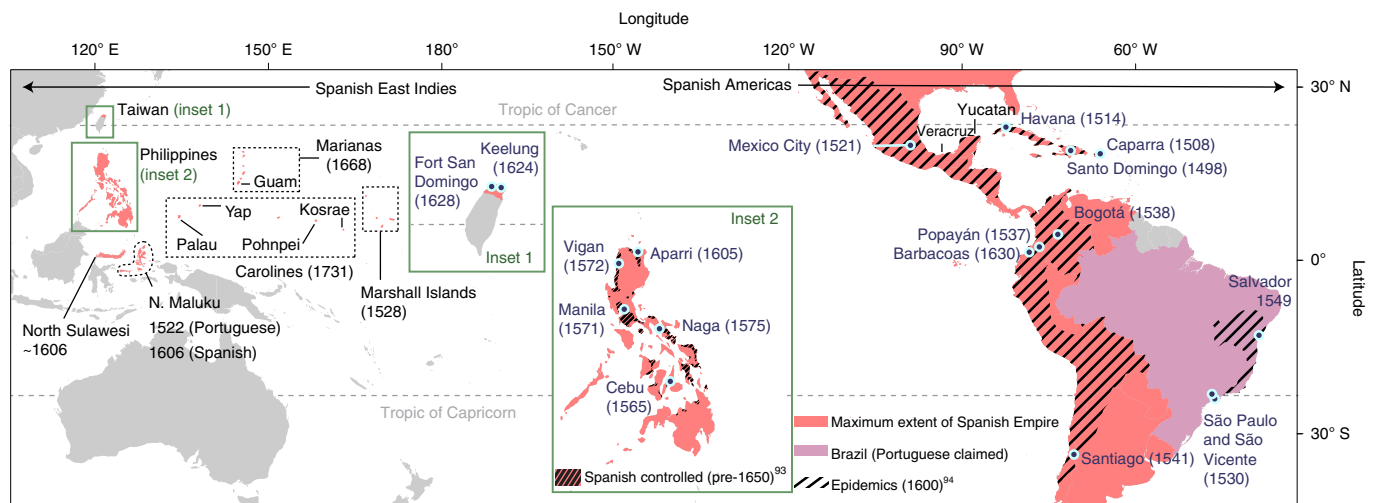 Longitude
120° E
150° E
180°
150° W
90° W
60° W
Spanish East Indies
Spanish Americas
30° N
Taiwan (inset 1)
Tropic of Cancer
Yucatan
Havana (1514)
Veracruz
Mexico City (1521)
Caparra (1508)
Santo Domingo (1498)
Philippines
(inset 2)
Marianas
(1668)
Guam
Fort San
Domingo
(1628)
Keelung
(1624)
Inset 1
Yap
Kosrae
Palau
Pohnpei
Carolines (1731)
Marshall Islands
(1528)
N. Maluku
1522 (Portuguese)
1606 (Spanish)
North Sulawesi
~1606
Inset 2
Vigan
(1572)
Aparri (1605)
Manila
(1571)
Naga (1575)
Cebu
(1565)
Spanish controlled (pre-1650)93
Bogotá (1538)
Popayán (1537)
Barbacoas (1630)
0°
Latitude
Salvador
1549
Tropic of Capricorn
Maximum extent of Spanish Empire
Brazil (Portuguese claimed)
Epidemics (1600)94
São Paulo
and São
Vicente
(1530)
Santiago (1541)
30° S